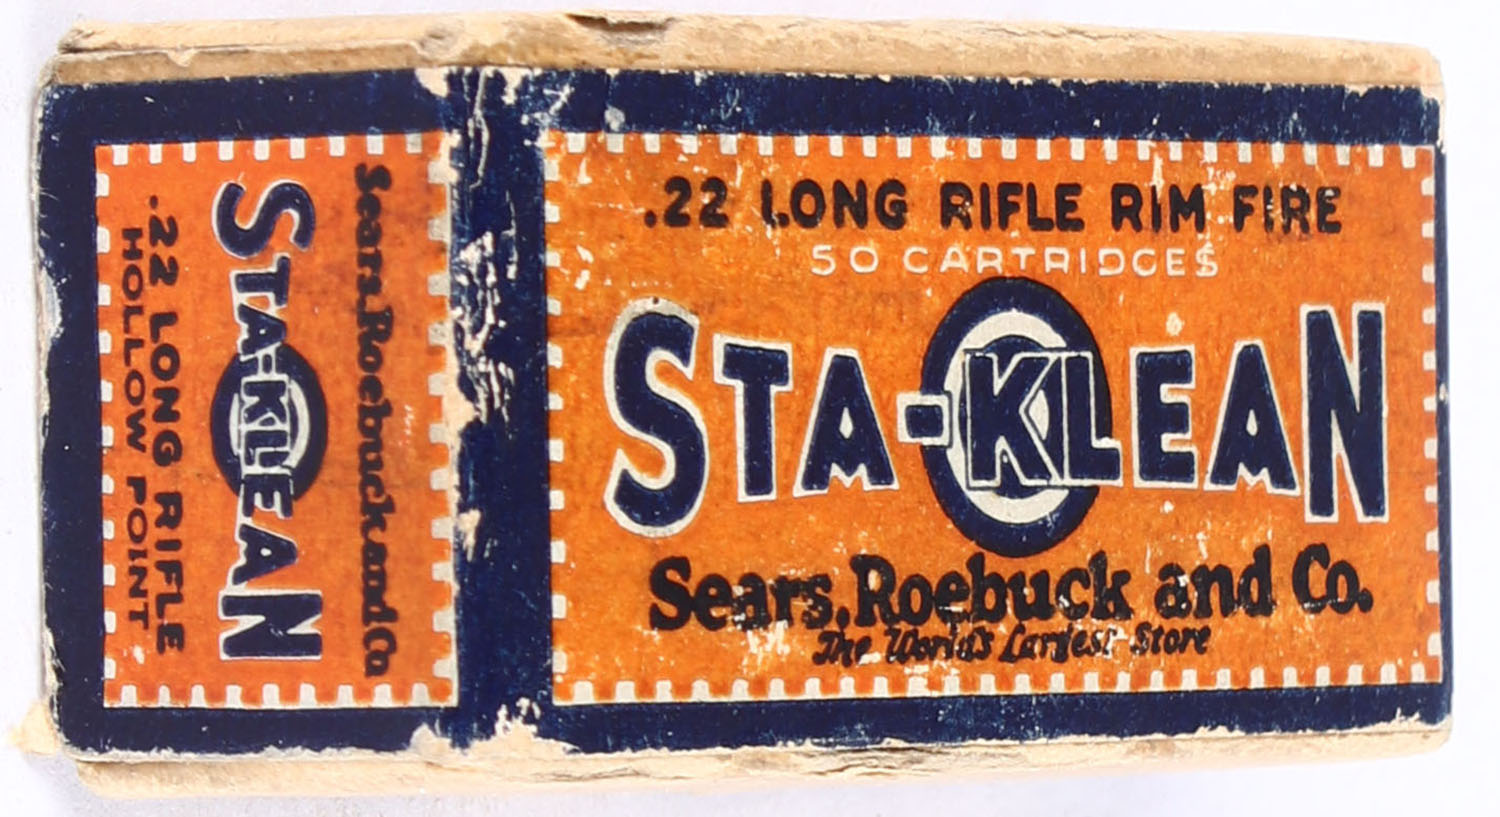 .22 LONG RIFLE RIM FIRE
50 CARTRIDGES
STA-KLEAN
Sears, Roebuck and Co.
The World's Largest Store
Sears, Roebuck and Co
STA-KLEAN
.22 LONG RIFLE
HOLLOW POINT